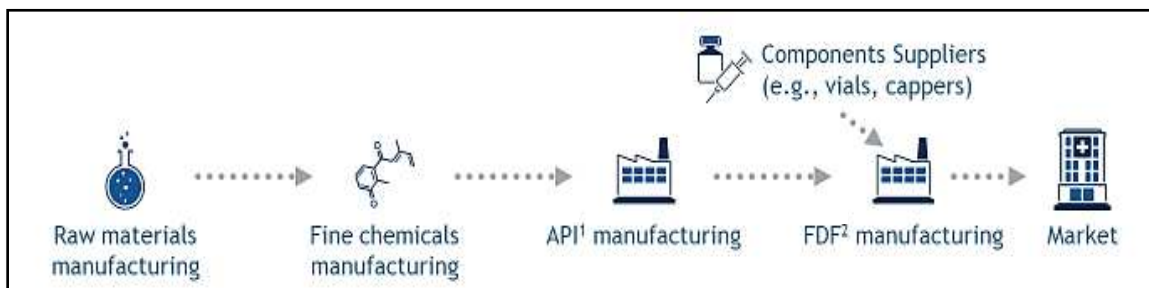 Components Suppliers
(e.g., vials, cappers)
Raw materials
manufacturing
Fine chemicals
manufacturing
API¹ manufacturing
FDF² manufacturing
Market